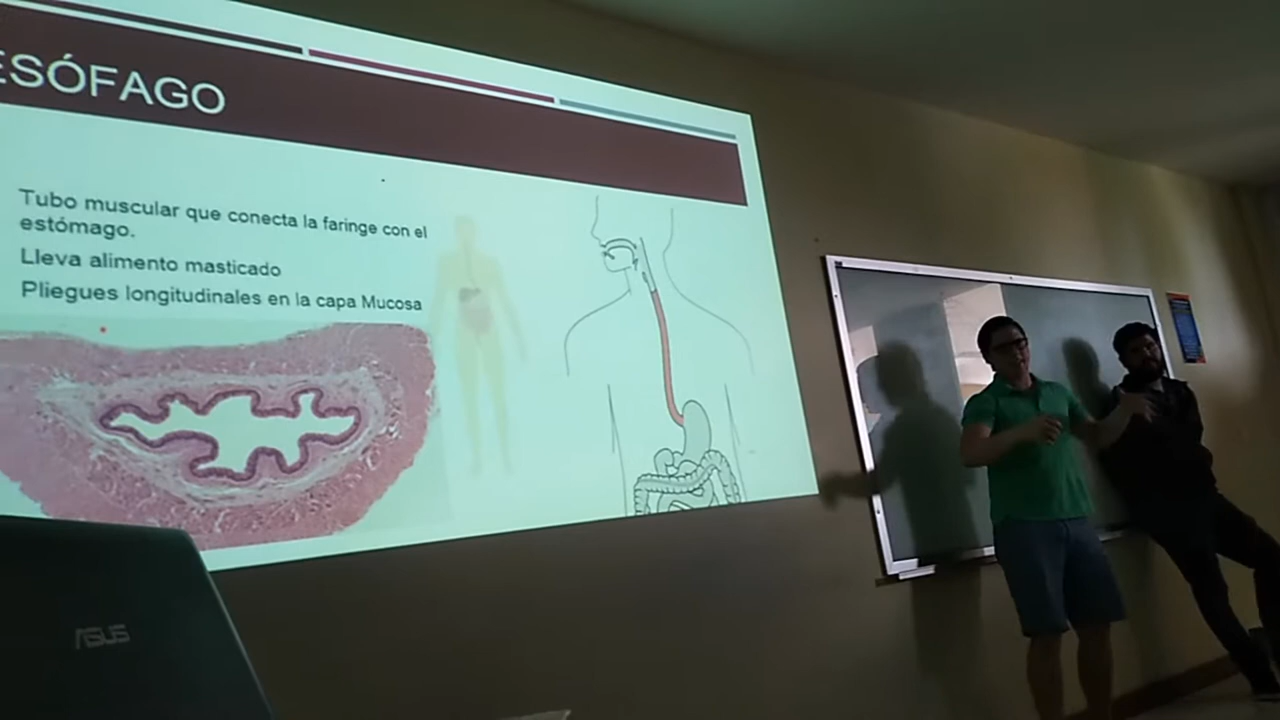 ESÓFAGO
Tubo muscular que conecta la faringe con el
estómago.
Lleva alimento masticado
Pliegues longitudinales en la capa Mucosa
ASUS